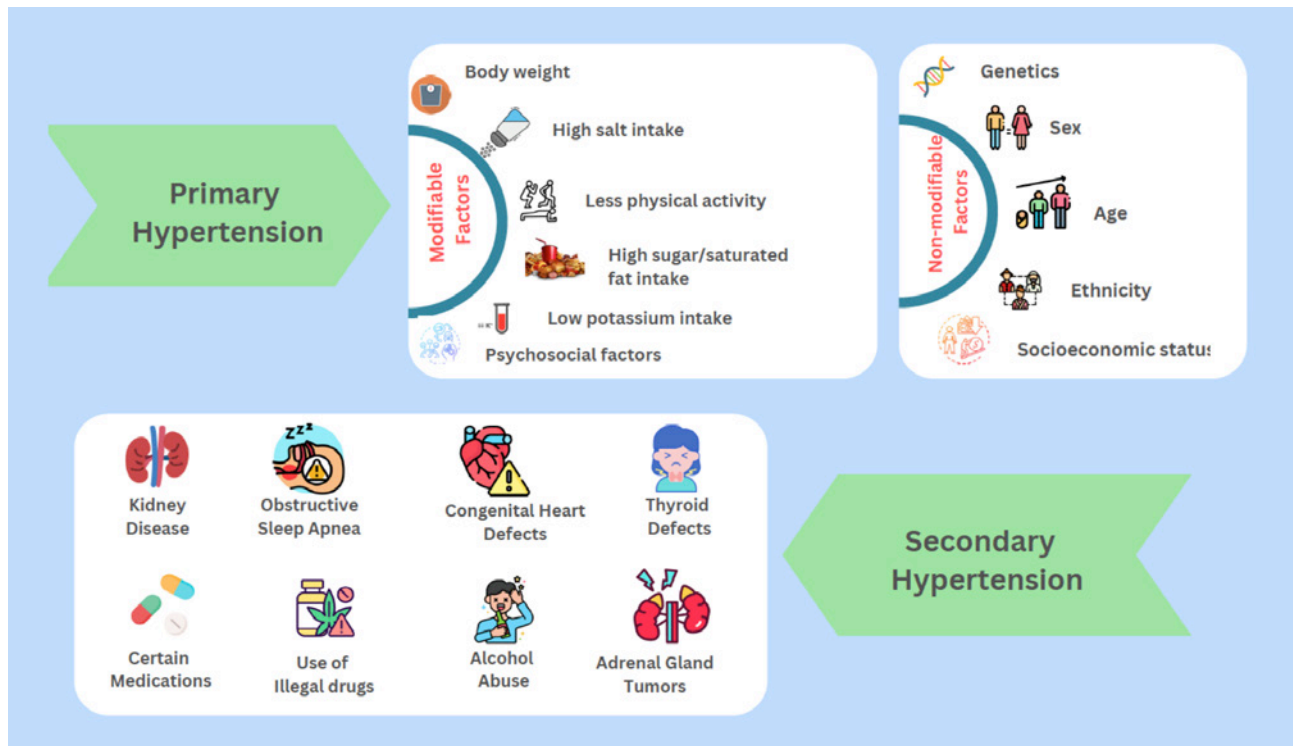 Primary
Hypertension
Modifiable
Factors
Body weight
High salt intake
Less physical activity
High sugar/saturated
fat intake
Low potassium intake
Psychosocial factors
Non-modifiable
Factors
Genetics
Sex
Age
Ethnicity
Socioeconomic status
zzz
Kidney
Disease
Obstructive
Sleep Apnea
Congenital Heart
Defects
Thyroid
Defects
Certain
Medications
Use of
Illegal drugs
Alcohol
Abuse
Adrenal Gland
Tumors
Secondary
Hypertension